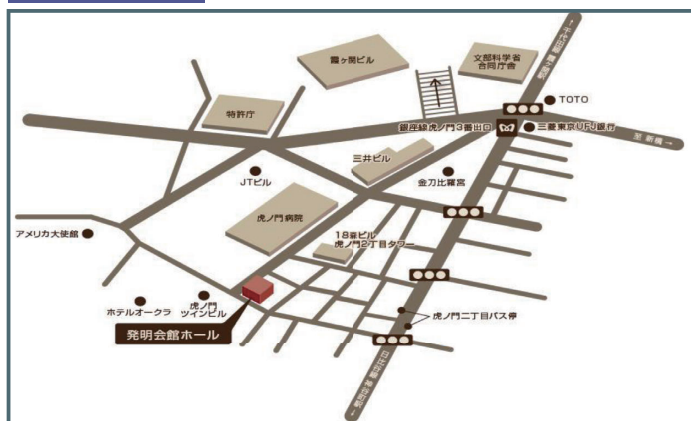 霞ヶ関ビル
文部科学省
合同庁舎
特許庁
TOTO
銀座線虎ノ門3番出口
三菱東京UFJ銀行
至 新橋→
三井ビル
JTビル
金刀比羅宮
虎ノ門病院
18森ビル
虎ノ門2丁目タワー
アメリカ大使館
ホテルオークラ
虎ノ門
ツインビル
虎ノ門二丁目バス停
発明会館ホール